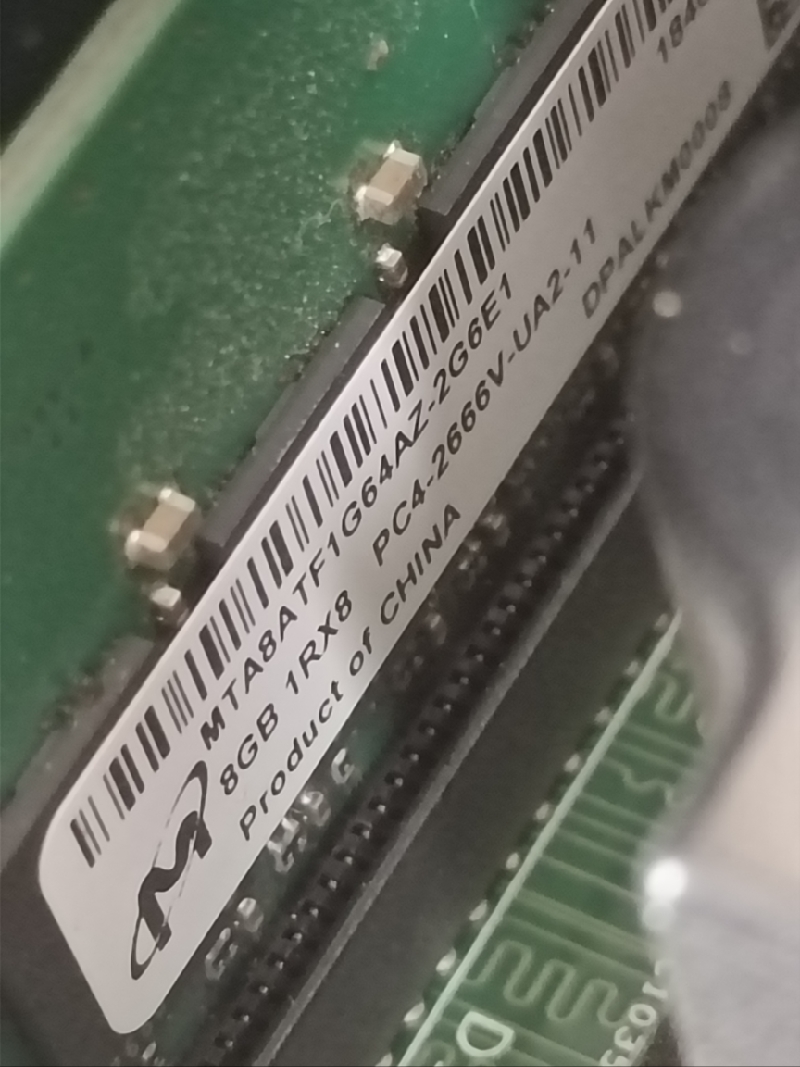 MTA8ATF1G64AZ-2G6E1
8GB 1RX8 PC4-2666V-UA2-11
Product of CHINA
DPALKM0008